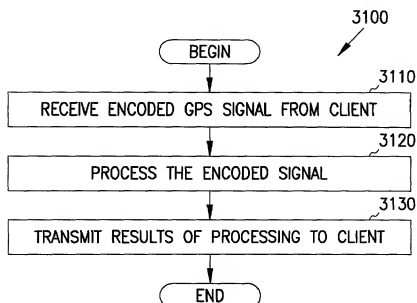 3100
BEGIN
3110
RECEIVE ENCODED GPS SIGNAL FROM CLIENT
3120
PROCESS THE ENCODED SIGNAL
3130
TRANSMIT RESULTS OF PROCESSING TO CLIENT
END